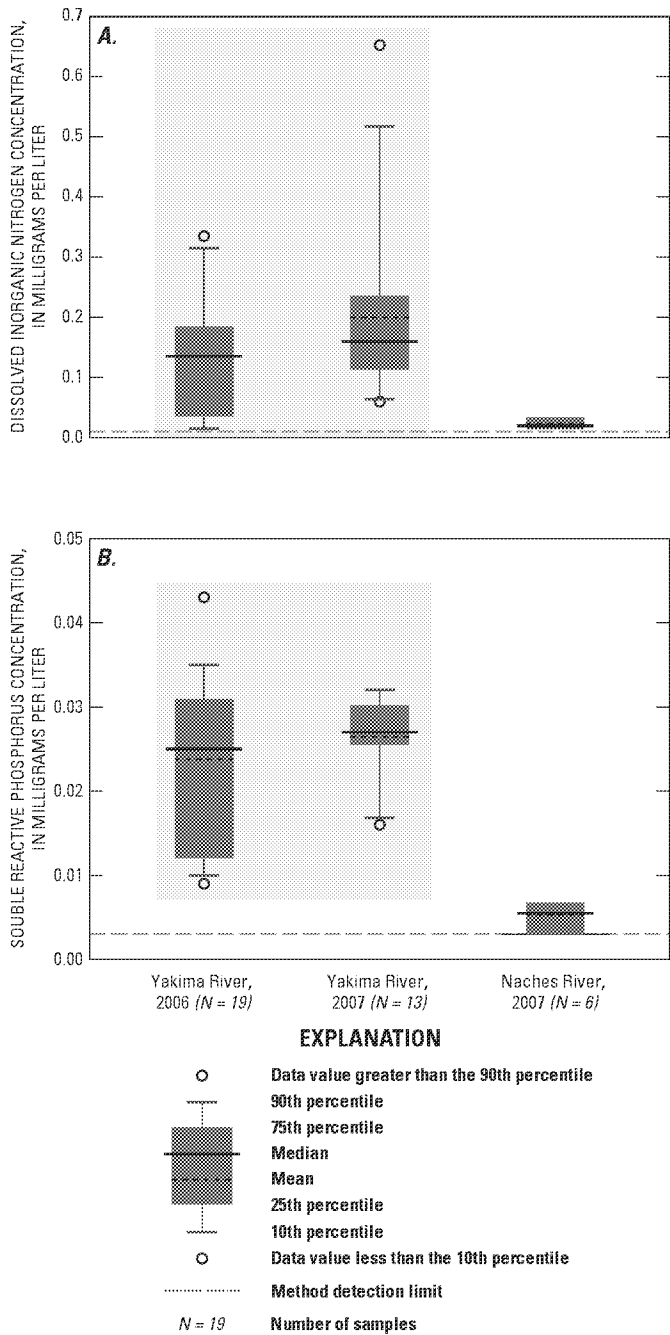 A.
DISSOLVED INORGANIC NITROGEN CONCENTRATION,
IN MILLIGRAMS PER LITER
0.7
0.6
0.5
0.4
0.3
0.2
0.1
0.0
B.
SOUBLE REACTIVE PHOSPHORUS CONCENTRATION,
IN MILLIGRAMS PER LITER
0.05
0.04
0.03
0.02
0.01
0.00
Yakima River,
2006 (N = 19)
Yakima River,
2007 (N = 13)
Naches River,
2007 (N = 6)
EXPLANATION
Data value greater than the 90th percentile
90th percentile
75th percentile
Median
Mean
25th percentile
10th percentile
Data value less than the 10th percentile
Method detection limit
N = 19 Number of samples